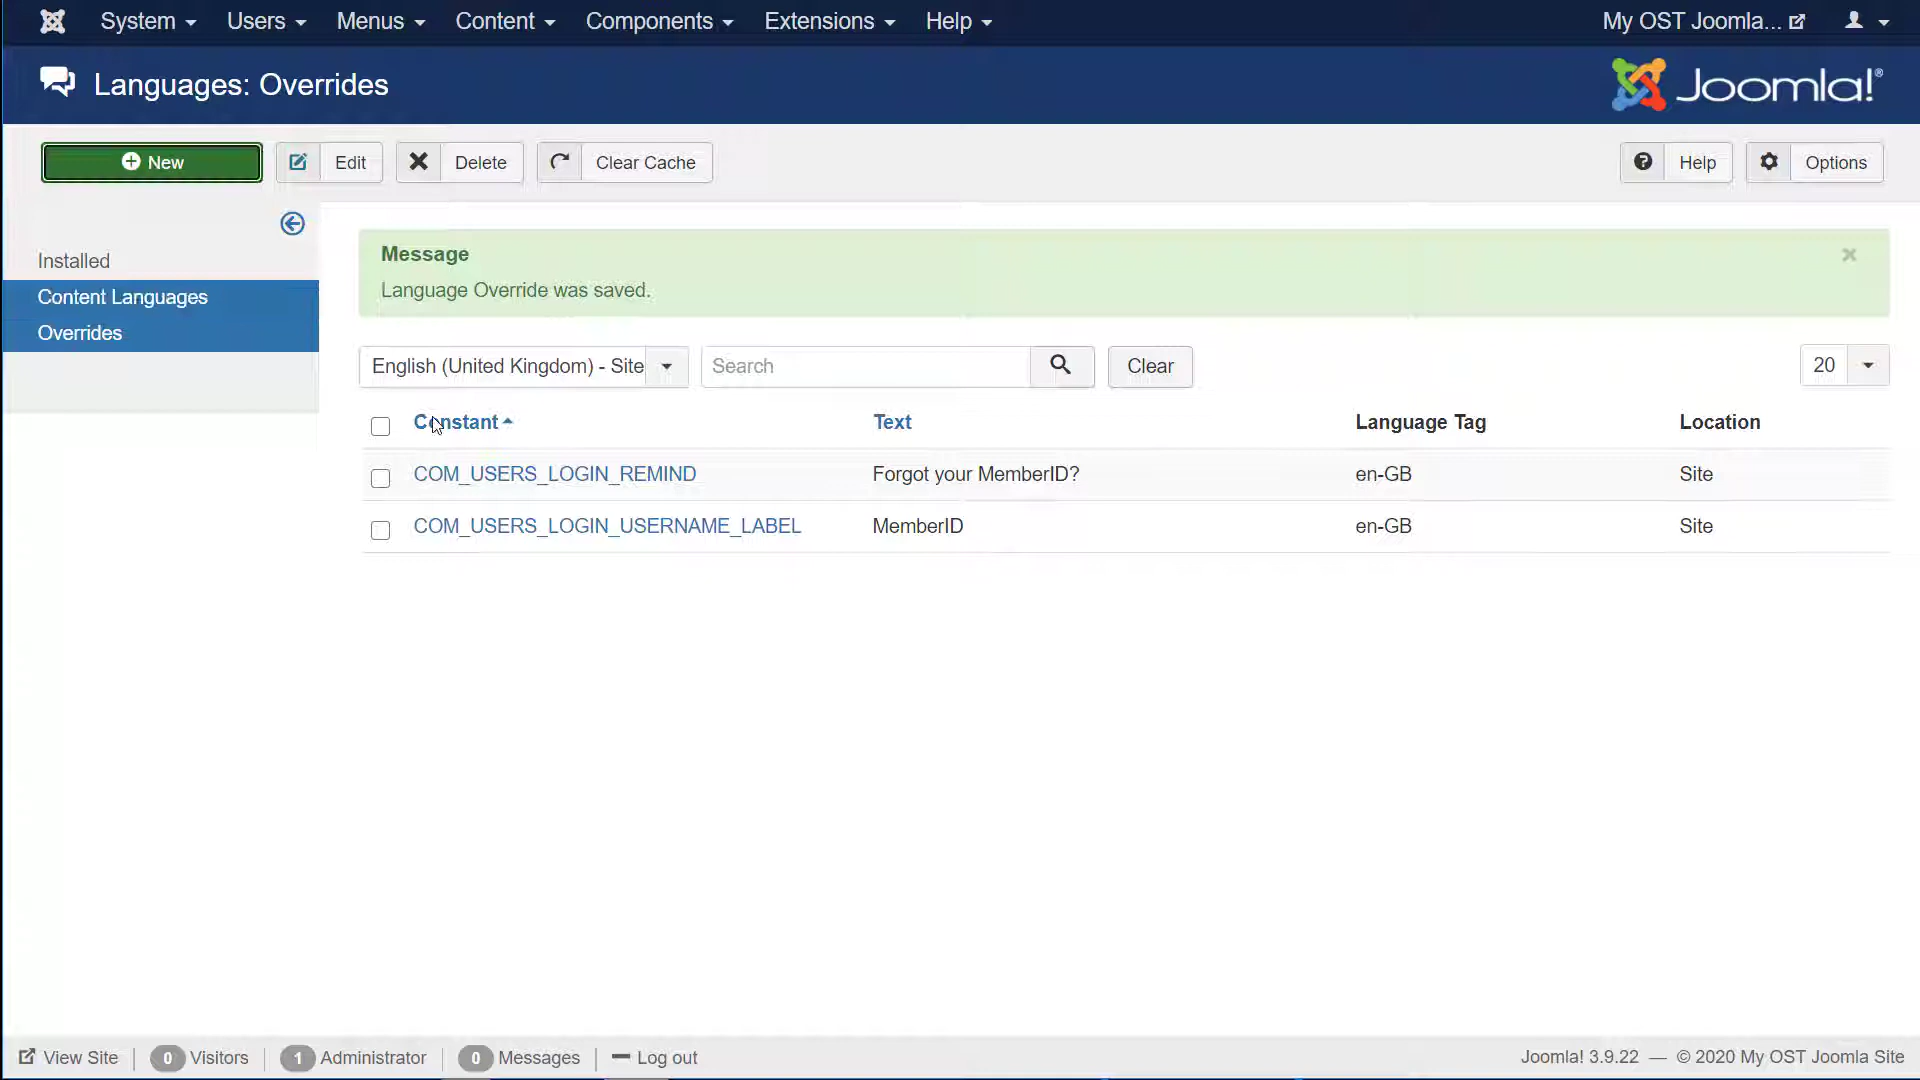 System Users Menus Content Components Extensions Help My OST Joomla...
Languages: Overrides Joomla!®
New Edit Delete Clear Cache Help Options
Installed
Content Languages
Overrides
Message
Language Override was saved.
English (United Kingdom) - Site Search Clear 20
Constant Text Language Tag Location
COM_USERS_LOGIN_REMIND Forgot your MemberID? en-GB Site
COM_USERS_LOGIN_USERNAME_LABEL MemberID en-GB Site
View Site 0 Visitors 1 Administrator 0 Messages Log out Joomla! 3.9.22 — © 2020 My OST Joomla Site